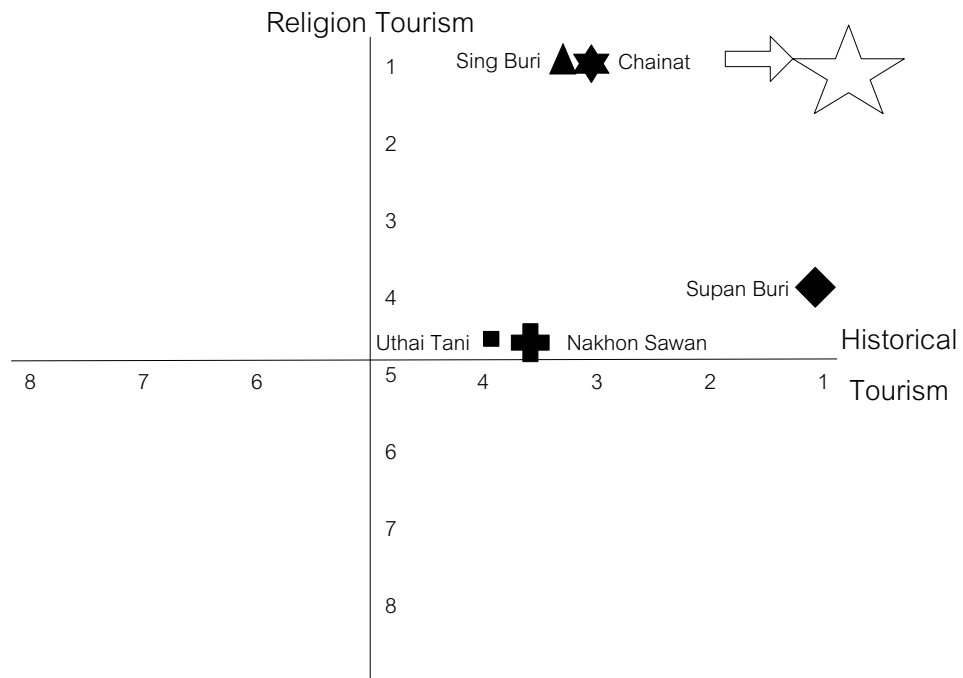 Religion Tourism
1
Sing Buri
Chainat
2
3
4
Supan Buri
Uthai Tani
Nakhon Sawan
Historical
Tourism
8
7
6
5
4
3
2
1
6
7
8